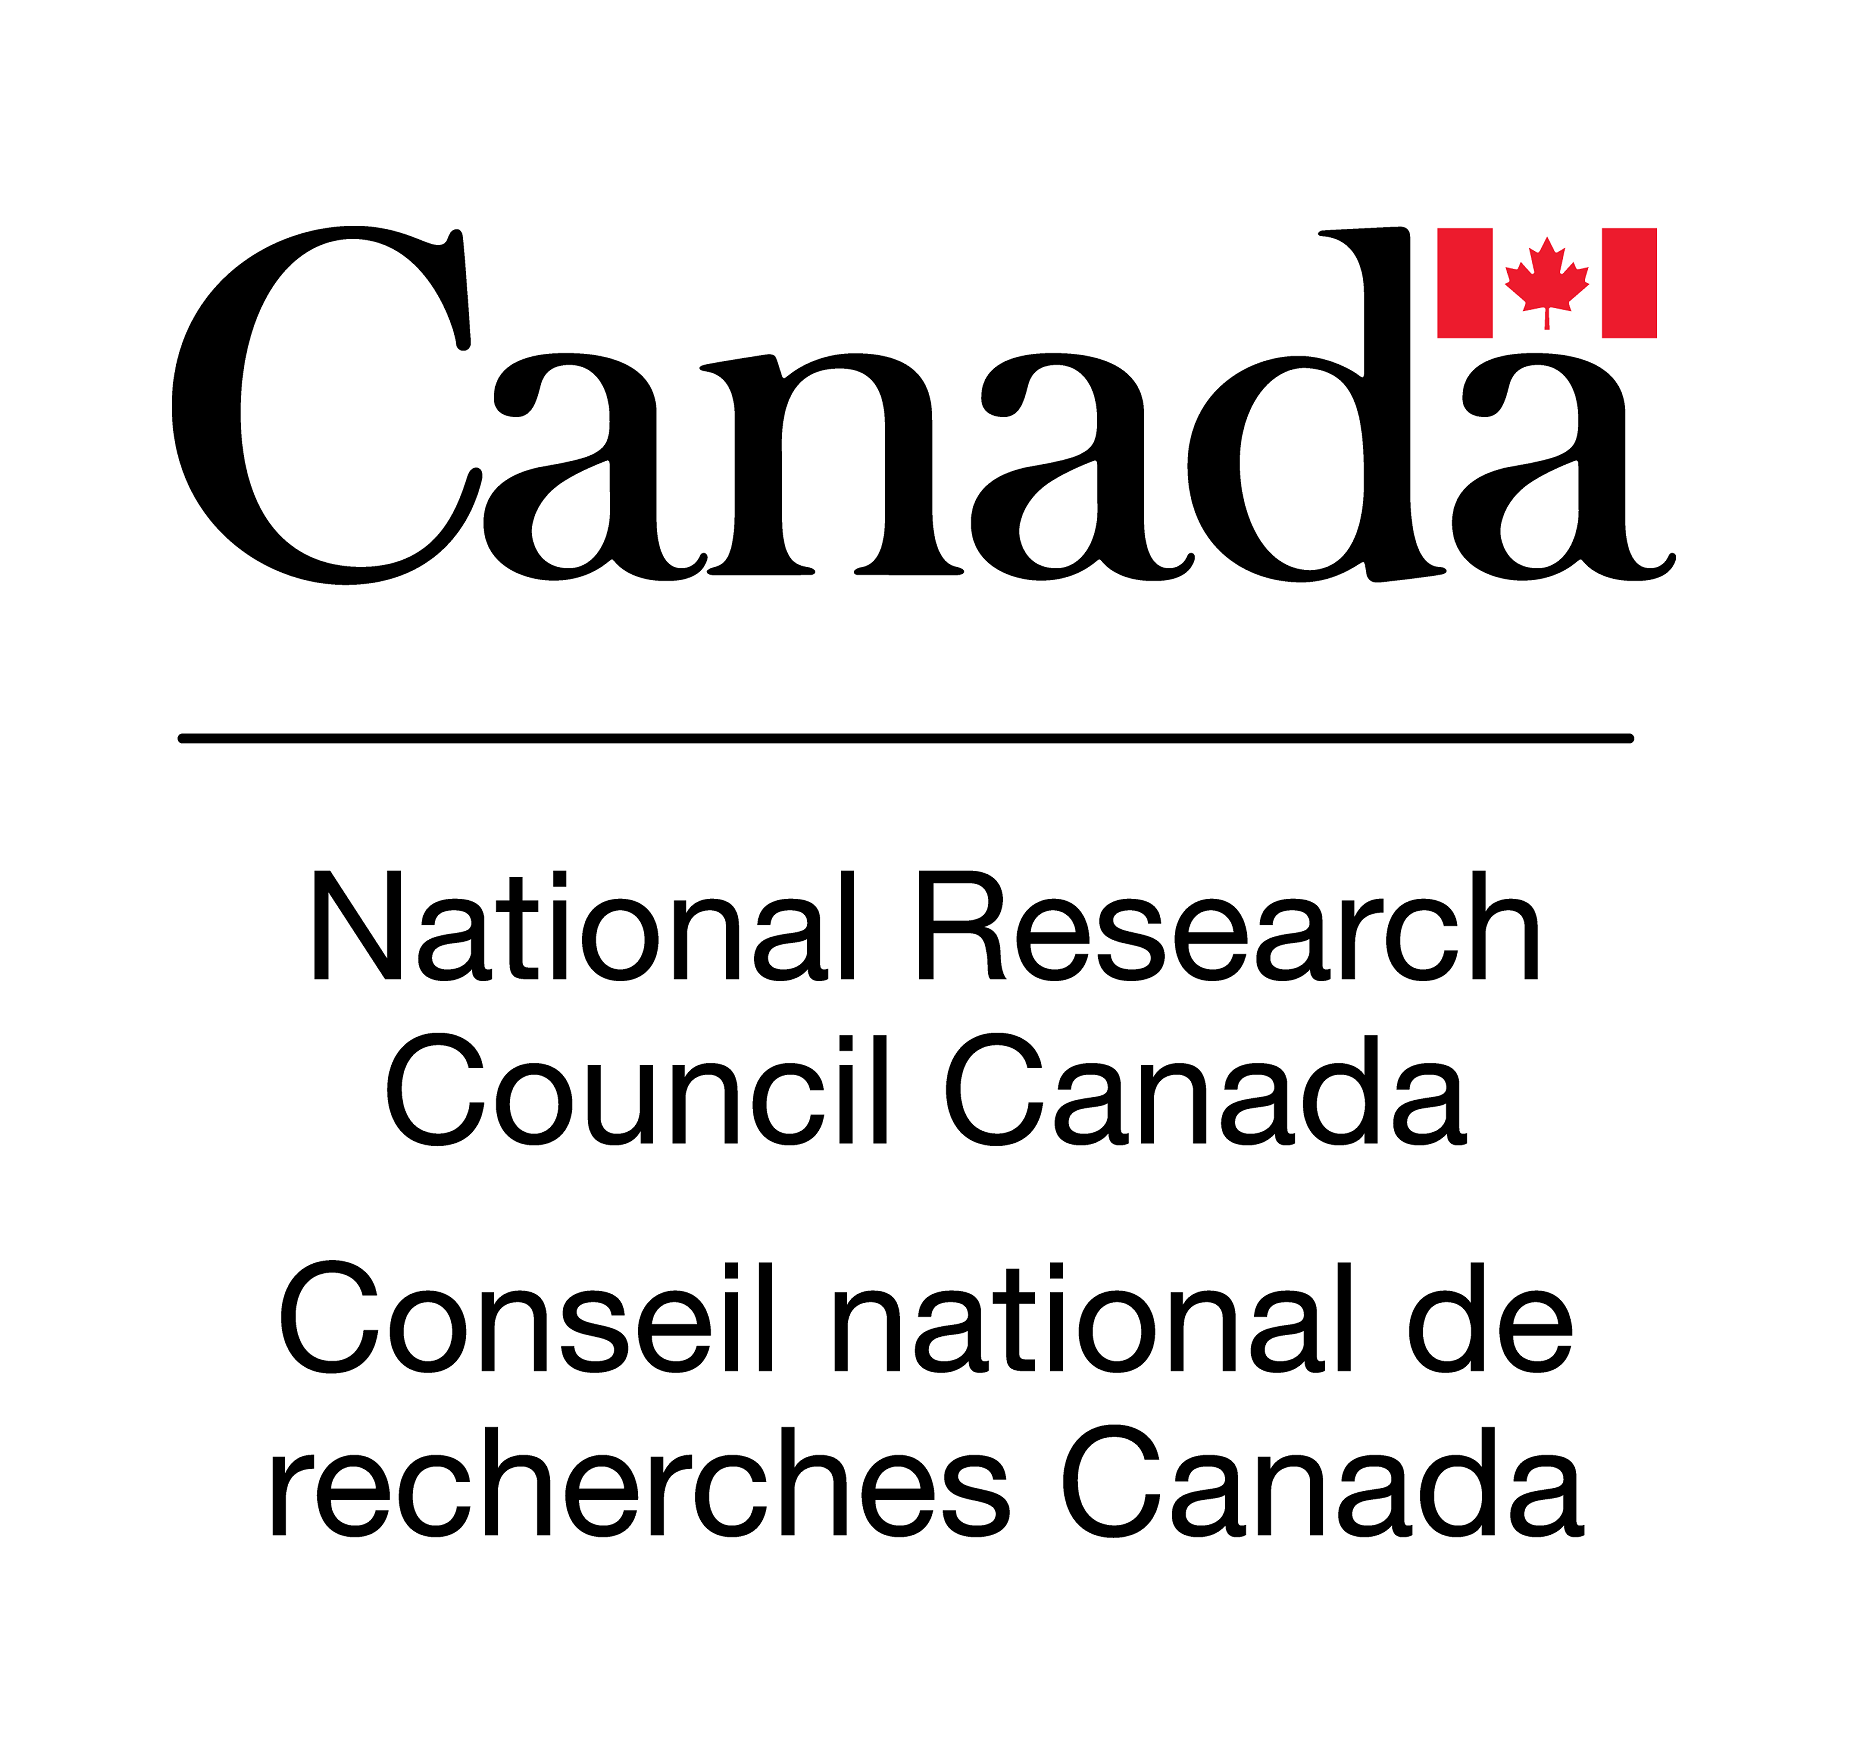 Canada
National Research
Council Canada
Conseil national de
recherches Canada